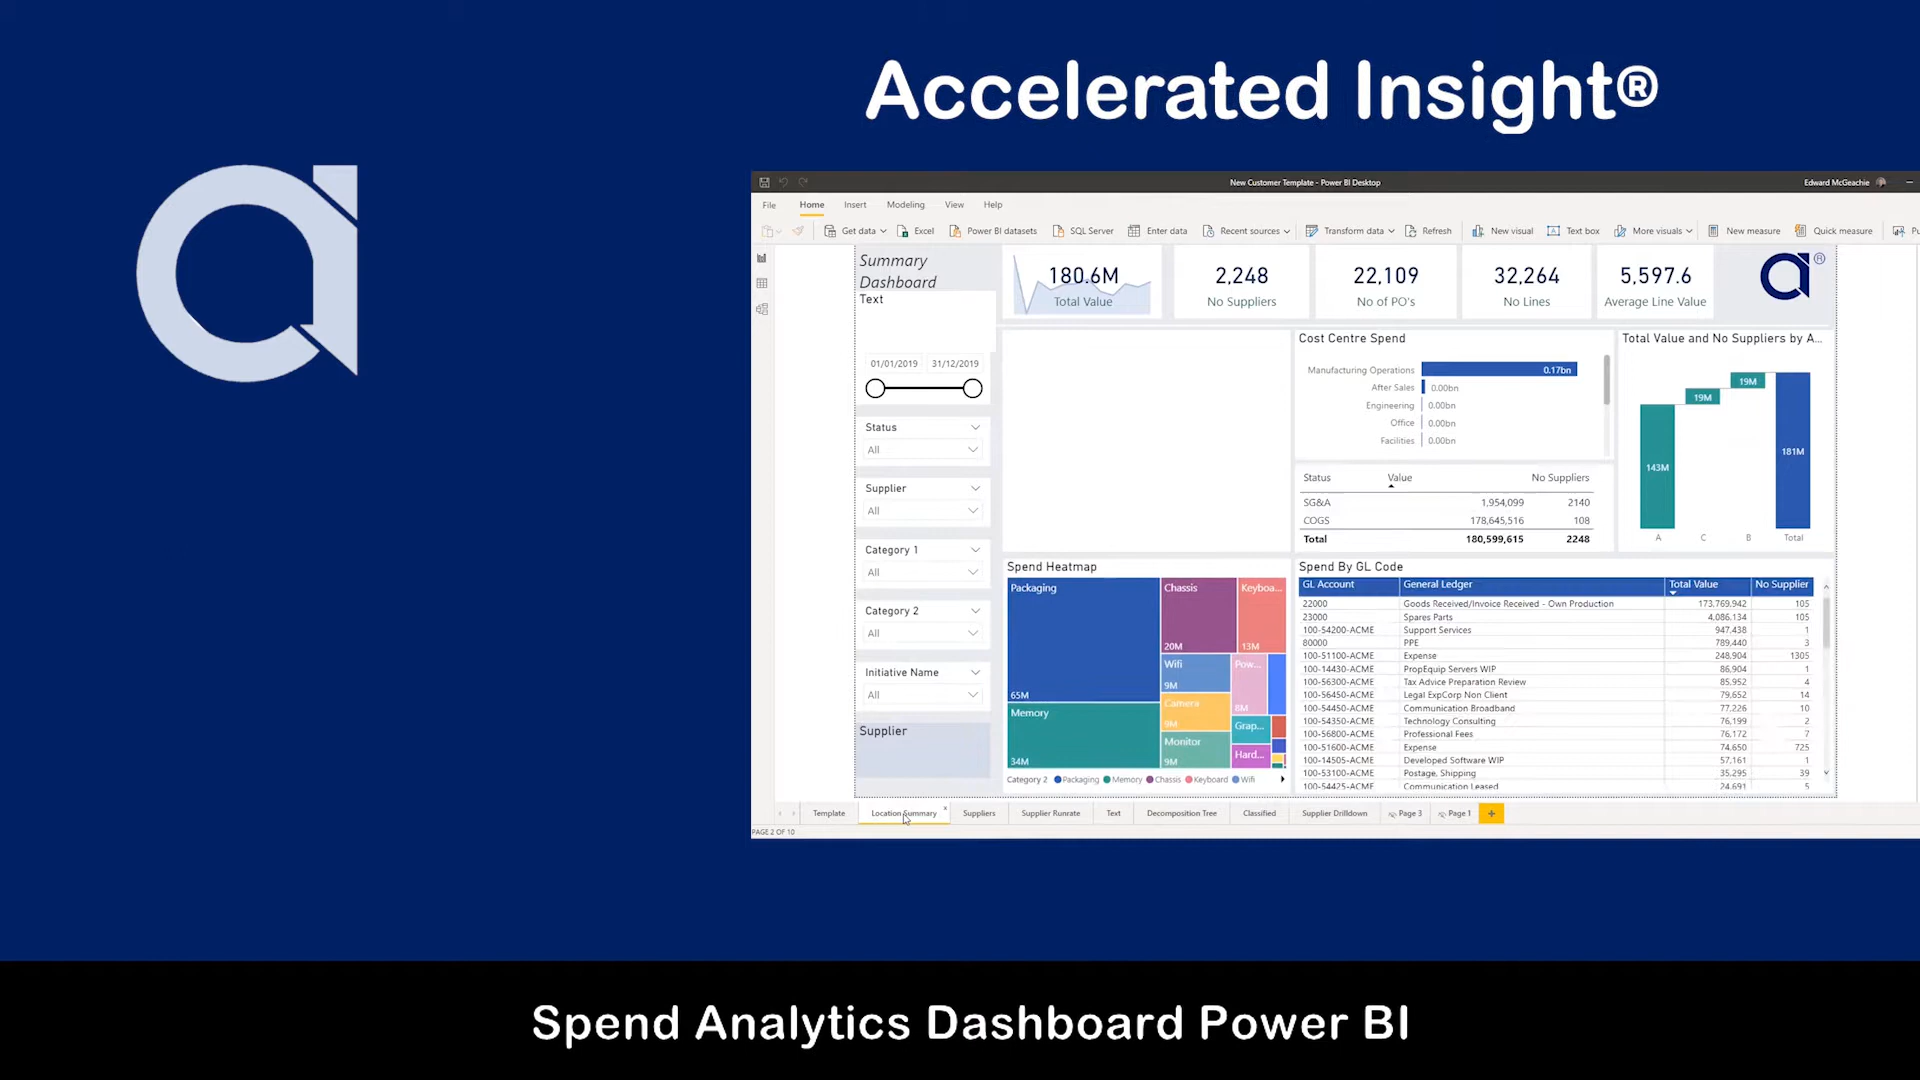 Accelerated Insight®
New Customer Template - Power BI Desktop
Edward McGeachie
File Home Insert Modeling View Help
Get data Excel Power BI datasets SQL Server Enter data Recent sources Transform data Refresh New visual Text box More visuals New measure Quick measure
Summary
Dashboard
Text
01/01/2019 31/12/2019
Status
All
Supplier
All
Category 1
All
Category 2
All
Initiative Name
All
Supplier
180.6M
Total Value
2,248
No Suppliers
22,109
No of PO's
32,264
No Lines
5,597.6
Average Line Value
®
Cost Centre Spend
Manufacturing Operations 0.17bn
After Sales 0.00bn
Engineering 0.00bn
Office 0.00bn
Facilities 0.00bn
Status Value No Suppliers
SG&A 1,954,099 2140
COGS 178,645,516 108
Total 180,599,615 2248
Total Value and No Suppliers by A...
143M 19M 19M 181M
A C B Total
Spend Heatmap
Packaging
65M
Memory
34M
Chassis
20M
Keyboa...
13M
Wifi
9M
Camera
9M
Monitor
9M
Pow...
8M
Grap...
Hard...
Category 2 Packaging Memory Chassis Keyboard Wifi
Spend By GL Code
GL Account General Ledger Total Value No Supplier
22000 Goods Received/Invoice Received - Own Production 173,769,942 105
23000 Spares Parts 4,086,134 105
100-54200-ACME Support Services 947,438 1
80000 PPE 789,440 3
100-51100-ACME Expense 248,904 1305
100-14430-ACME PropEquip Servers WIP 86,904 1
100-56300-ACME Tax Advice Preparation Review 85,952 4
100-56450-ACME Legal ExpCorp Non Client 79,652 14
100-54450-ACME Communication Broadband 77,226 10
100-54350-ACME Technology Consulting 76,199 2
100-56800-ACME Professional Fees 76,172 7
100-51600-ACME Expense 74,650 725
100-14505-ACME Developed Software WIP 57,161 1
100-53100-ACME Postage, Shipping 35,295 39
100-54425-ACME Communication Leased 24,691 5
Template Location Summary Suppliers Supplier Runrate Text Decomposition Tree Classified Supplier Drilldown Page 3 Page 1 +
PAGE 2 OF 10
Spend Analytics Dashboard Power BI